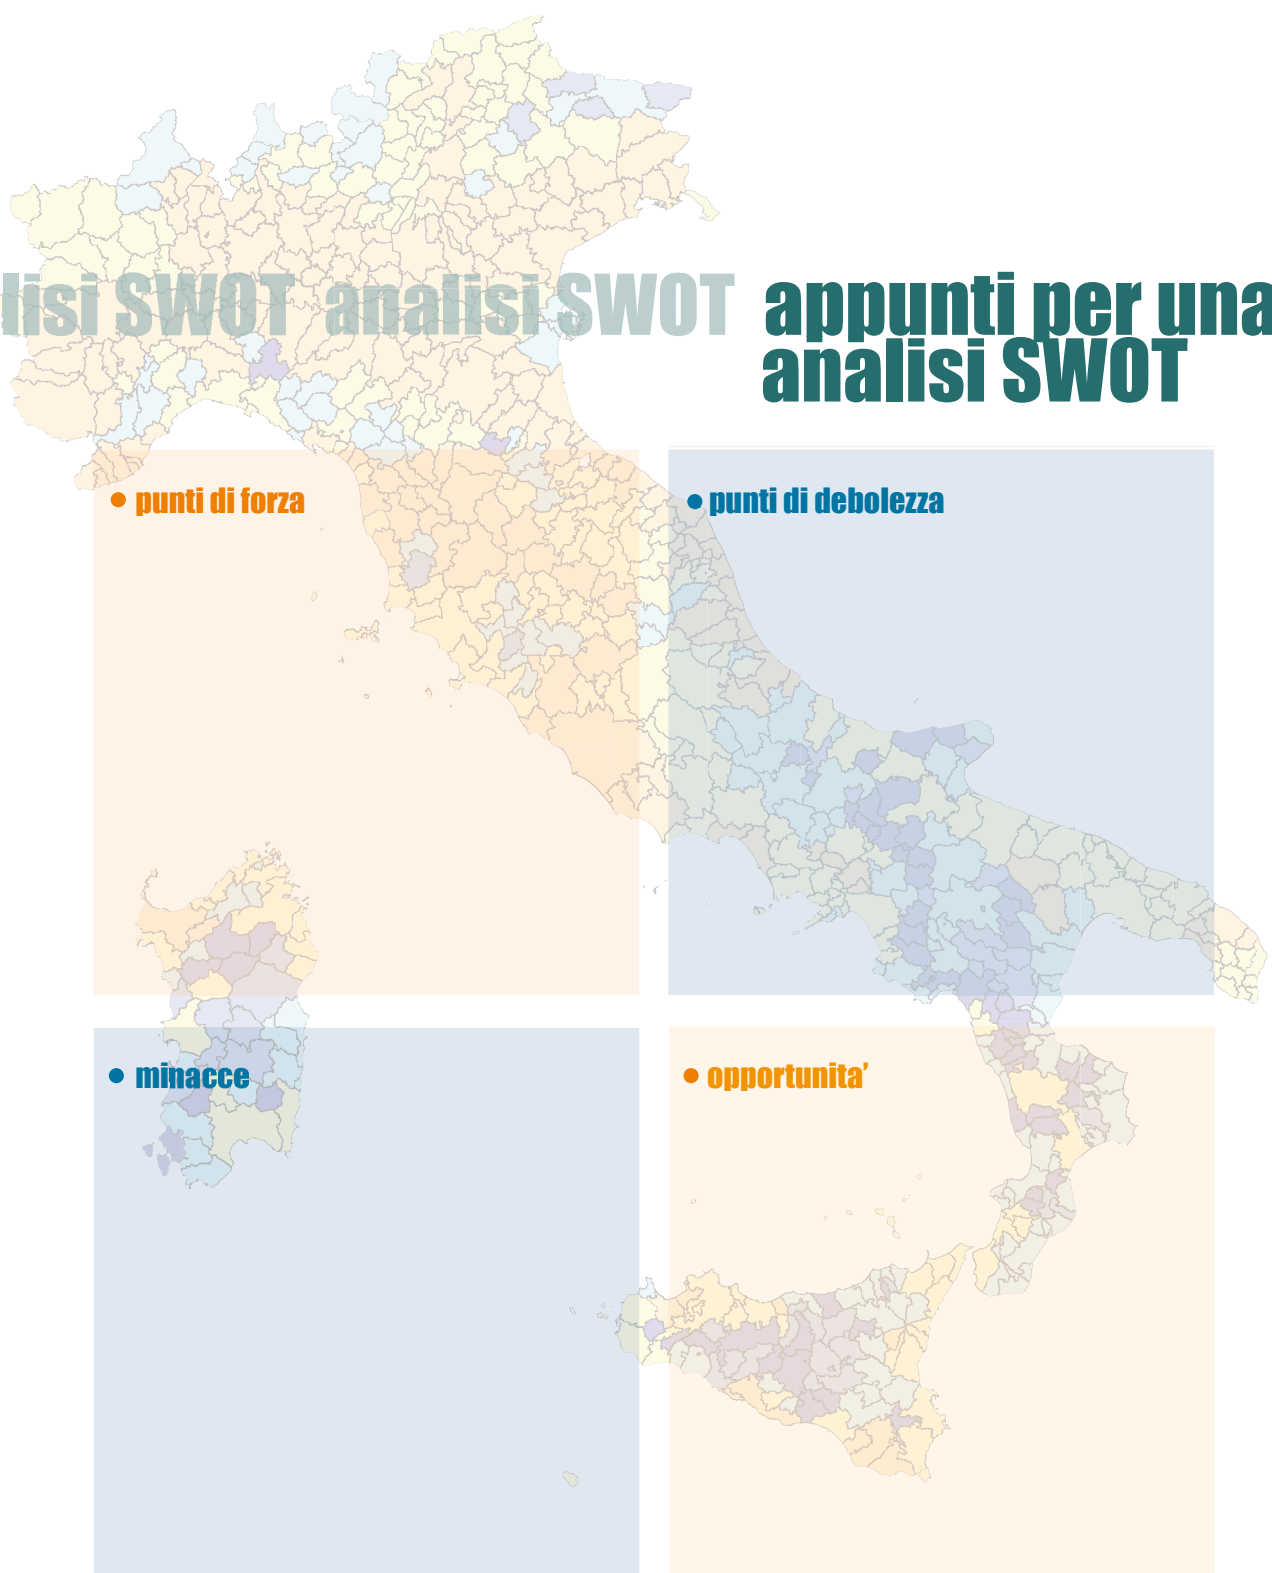 lisi SWOT analisi SWOT appunti per una
analisi SWOT
• punti di forza
• punti di debolezza
• minacce
• opportunita’